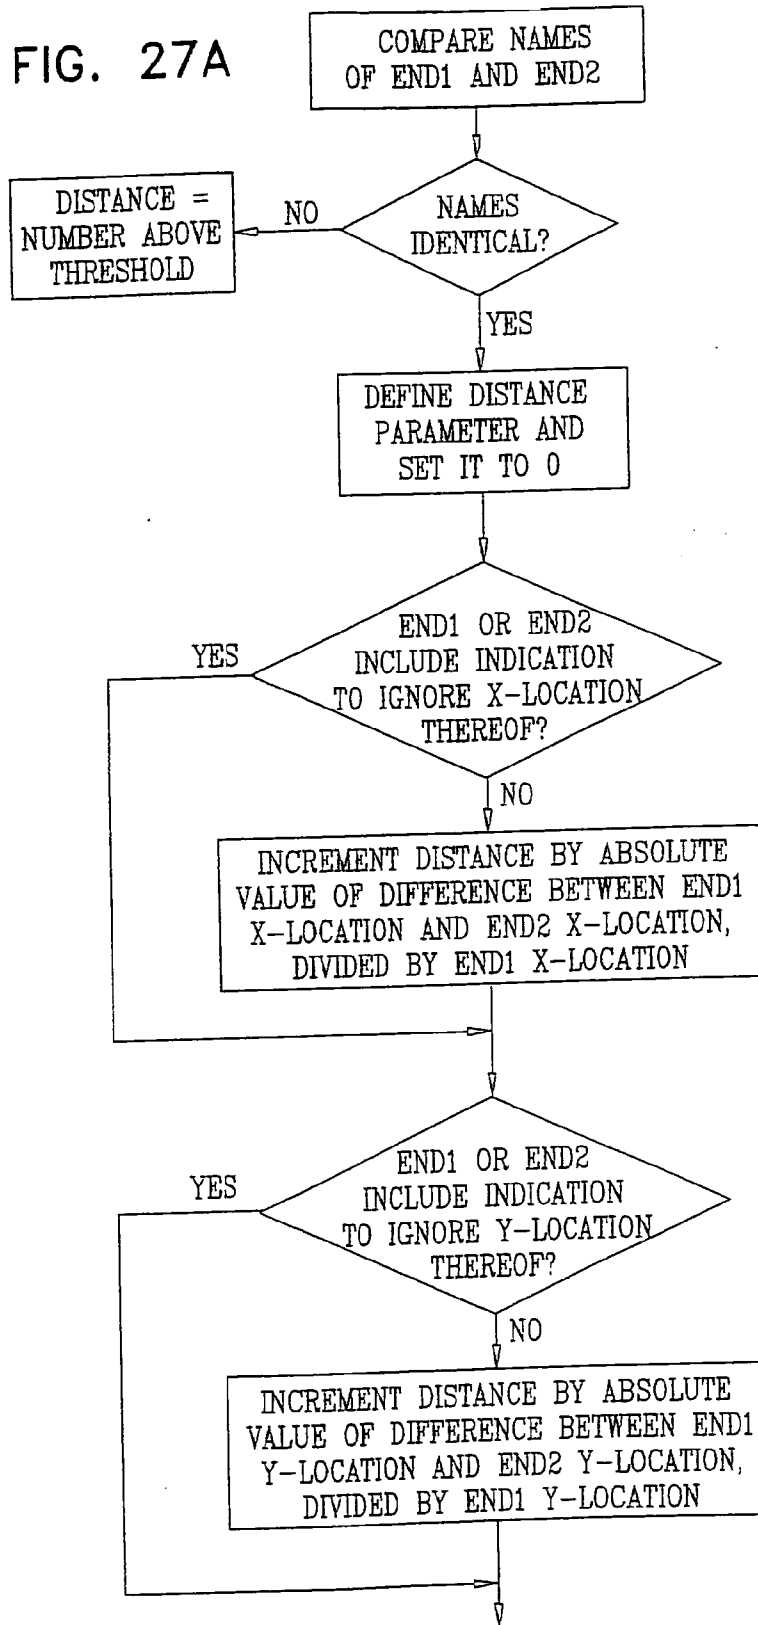 FIG. 27A
COMPARE NAMES
OF END1 AND END2
NAMES
IDENTICAL?
NO
DISTANCE =
NUMBER ABOVE
THRESHOLD
YES
DEFINE DISTANCE
PARAMETER AND
SET IT TO 0
END1 OR END2
INCLUDE INDICATION
TO IGNORE X-LOCATION
THEREOF?
YES
NO
INCREMENT DISTANCE BY ABSOLUTE
VALUE OF DIFFERENCE BETWEEN END1
X-LOCATION AND END2 X-LOCATION,
DIVIDED BY END1 X-LOCATION
END1 OR END2
INCLUDE INDICATION
TO IGNORE Y-LOCATION
THEREOF?
YES
NO
INCREMENT DISTANCE BY ABSOLUTE
VALUE OF DIFFERENCE BETWEEN END1
Y-LOCATION AND END2 Y-LOCATION,
DIVIDED BY END1 Y-LOCATION